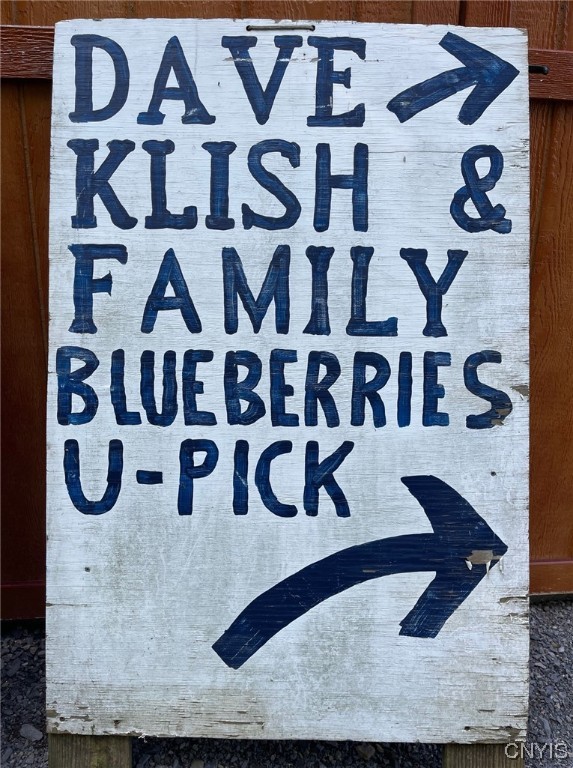 DAVE
KLISH &
FAMILY
BLUEBERRIES
U-PICK
CNYIS